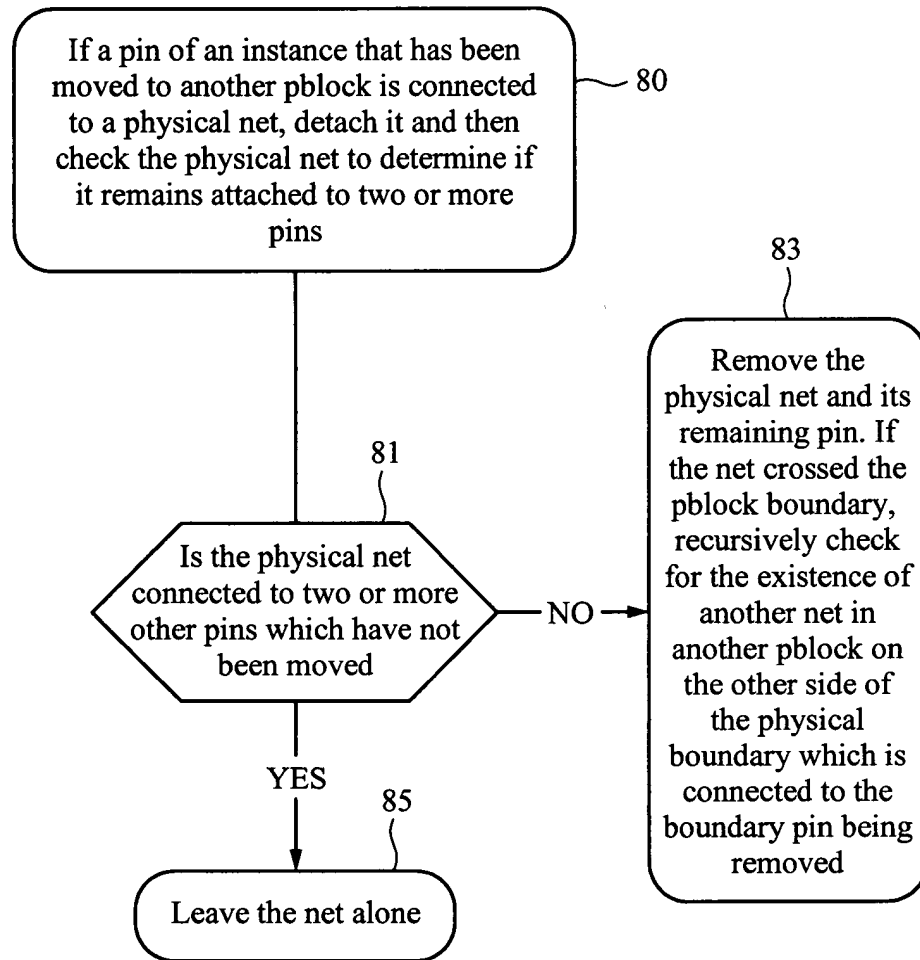 If a pin of an instance that has been
moved to another pblock is connected
to a physical net, detach it and then
check the physical net to determine if
it remains attached to two or more
pins
80
81
Is the physical net
connected to two or more
other pins which have not
been moved
NO
YES
83
Remove the
physical net and its
remaining pin. If
the net crossed the
pblock boundary,
recursively check
for the existence of
another net in
another pblock on
the other side of
the physical
boundary which is
connected to the
boundary pin being
removed
85
Leave the net alone